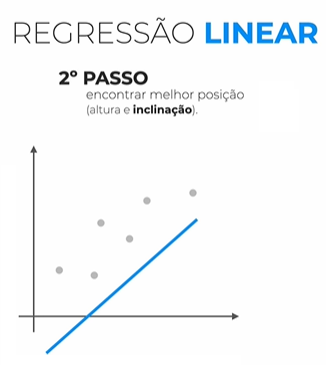 REGRESSÃO LINEAR
2º PASSO
encontrar melhor posição
(altura e inclinação).